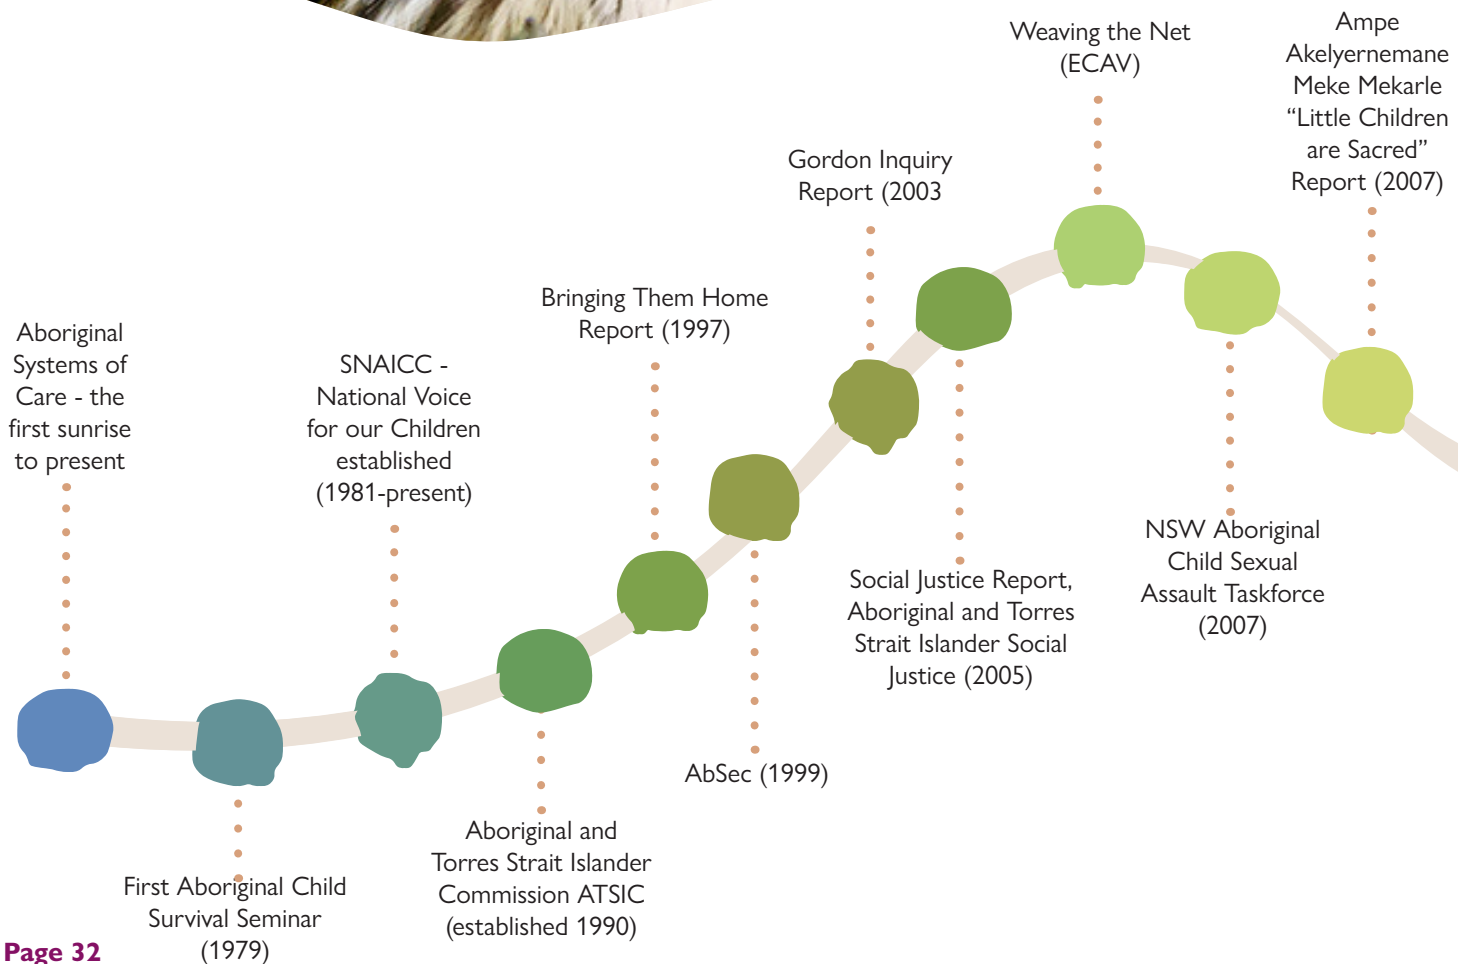 Aboriginal
Systems of
Care - the
first sunrise
to present
First Aboriginal Child
Survival Seminar
(1979)
SNAICC -
National Voice
for our Children
established
(1981-present)
Aboriginal and
Torres Strait Islander
Commission ATSIC
(established 1990)
Bringing Them Home
Report (1997)
AbSec (1999)
Gordon Inquiry
Report (2003
Social Justice Report,
Aboriginal and Torres
Strait Islander Social
Justice (2005)
Weaving the Net
(ECAV)
NSW Aboriginal
Child Sexual
Assault Taskforce
(2007)
Ampe
Akelyernemane
Meke Mekarle
“Little Children
are Sacred”
Report (2007)
Page 32